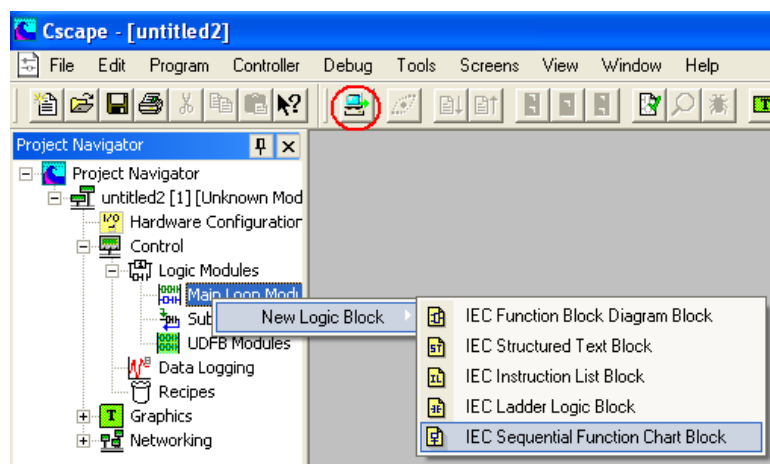 Cscape - [untitled2]
File Edit Program Controller Debug Tools Screens View Window Help
Project Navigator
Project Navigator
untitled2 [1] [Unknown Mod
Hardware Configuration
Control
Logic Modules
Main Loop Modu
Sub
UDFB Modules
Data Logging
Recipes
T Graphics
Networking
New Logic Block
IEC Function Block Diagram Block
ST IEC Structured Text Block
IL IEC Instruction List Block
IEC Ladder Logic Block
IEC Sequential Function Chart Block